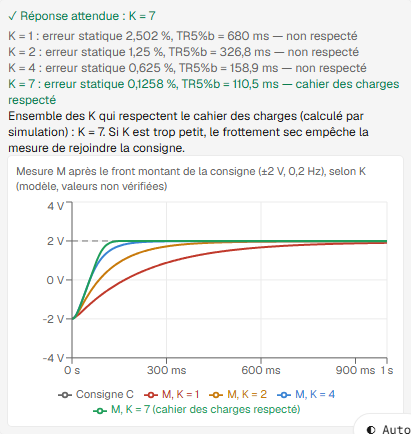 ✓ Réponse attendue : K = 7
K = 1 : erreur statique 2,502 %, TR5%b = 680 ms — non respecté
K = 2 : erreur statique 1,25 %, TR5%b = 326,8 ms — non respecté
K = 4 : erreur statique 0,625 %, TR5%b = 158,9 ms — non respecté
K = 7 : erreur statique 0,1258 %, TR5%b = 110,5 ms — cahier des charges
respecté
Ensemble des K qui respectent le cahier des charges (calculé par
simulation) : K = 7. Si K est trop petit, le frottement sec empêche la
mesure de rejoindre la consigne.
Mesure M après le front montant de la consigne (±2 V, 0,2 Hz), selon K
(modèle, valeurs non vérifiées)
4 V
2 V
0 V
-2 V
-4 V
0 s 300 ms 600 ms 900 ms 1 s
Consigne C M, K = 1 M, K = 2 M, K = 4
M, K = 7 (cahier des charges respecté)
Auto